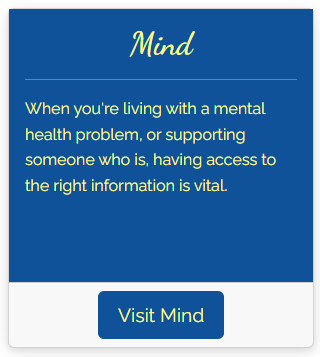 Mind
When you're living with a mental
health problem, or supporting
someone who is, having access to
the right information is vital.
Visit Mind